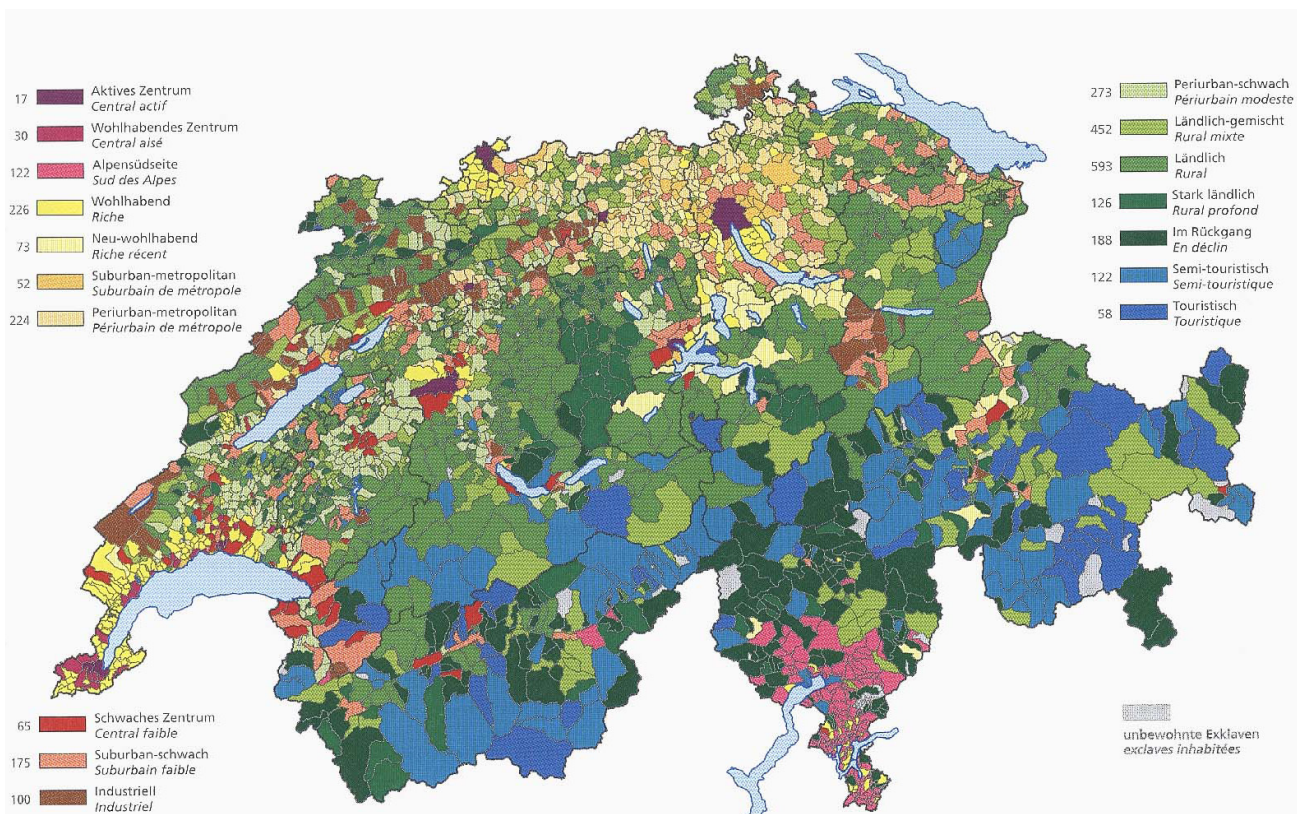 17 Aktives Zentrum
Central actif
30 Wohlhabendes Zentrum
Central aisé
122 Alpensüdseite
Sud des Alpes
226 Wohlhabend
Riche
73 Neu-wohlhabend
Riche récent
52 Suburban-metropolitan
Suburbain de métropole
224 Periurban-metropolitan
Périurbain de métropole
273 Periurban-schwach
Périurbain modeste
452 Ländlich-gemischt
Rural mixte
593 Ländlich
Rural
126 Stark ländlich
Rural profond
188 Im Rückgang
En déclin
122 Semi-touristisch
Semi-touristique
58 Touristisch
Touristique
65 Schwaches Zentrum
Central faible
175 Suburban-schwach
Suburbain faible
100 Industriell
Industriel
unbewohnte Exklaven
exclaves inhabitées